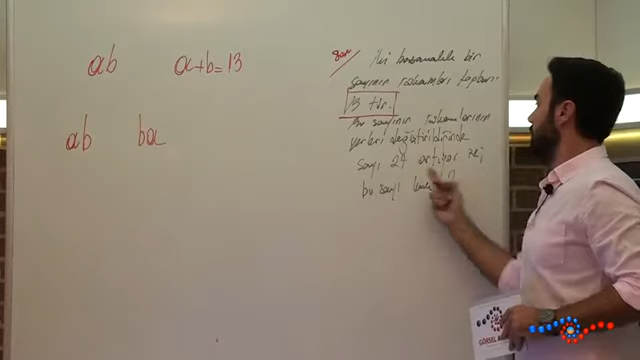 ab a+b=13
ab ba
Soru İki basamaklı bir
sayının rakamları toplamı
13 tür.
Bu sayının rakamlarının
yerleri değiştirildiğinde
sayı 27 artıyor ise
bu sayı
GÖRSEL